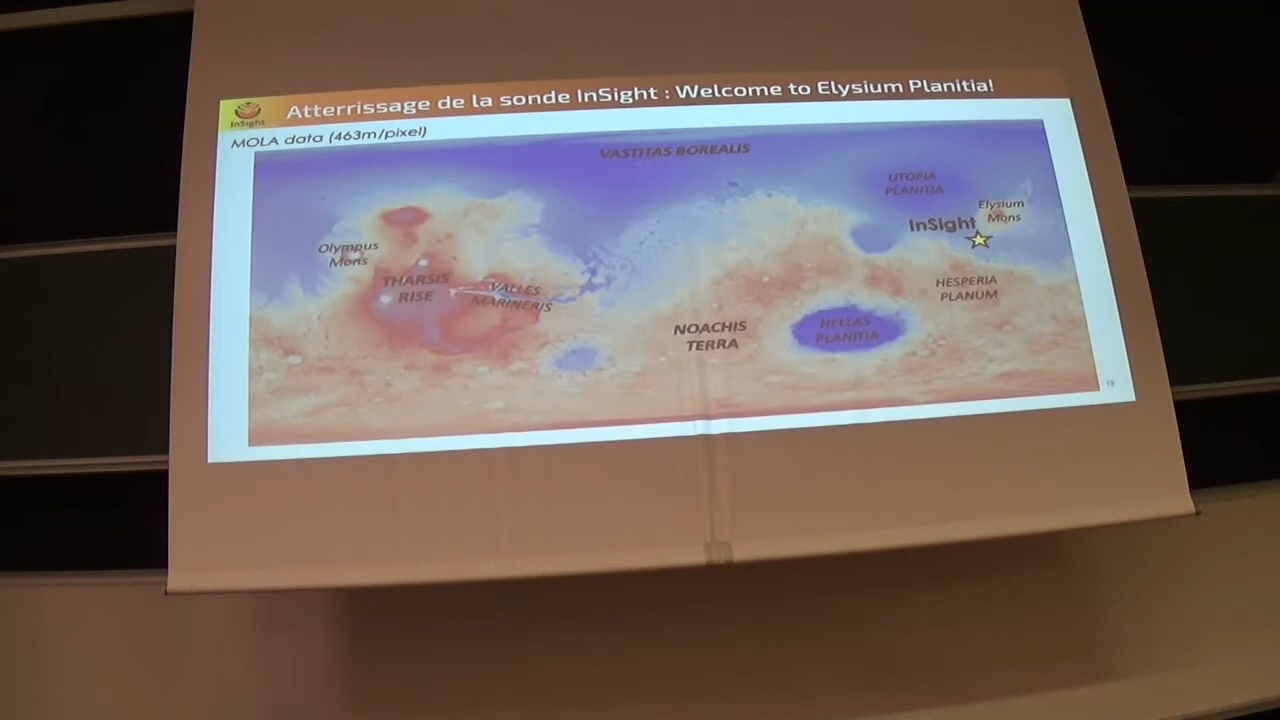 Atterrissage de la sonde InSight : Welcome to Elysium Planitia!
InSight
MOLA data (463m/pixel)
VASTITAS BOREALIS
UTOPIA
PLANITIA
Elysium
Mons
InSight
Olympus
Mons
THARSIS
RISE
VALLES
MARINERIS
HESPERIA
PLANUM
NOACHIS
TERRA
HELLAS
PLANITIA